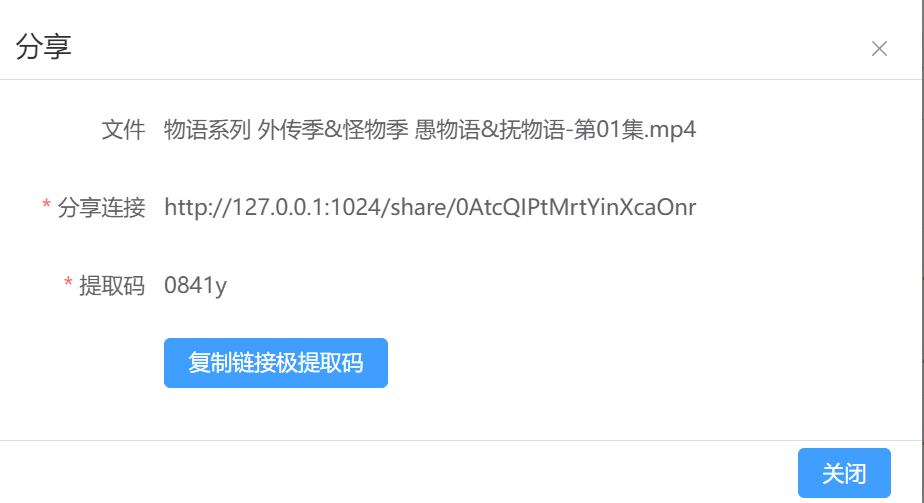 分享
文件 物语系列 外传季&怪物季 愚物语&抚物语-第01集.mp4
* 分享连接 http://127.0.0.1:1024/share/0AtcQIPtMrtYinXcaOnr
* 提取码 0841y
复制链接极提取码
关闭